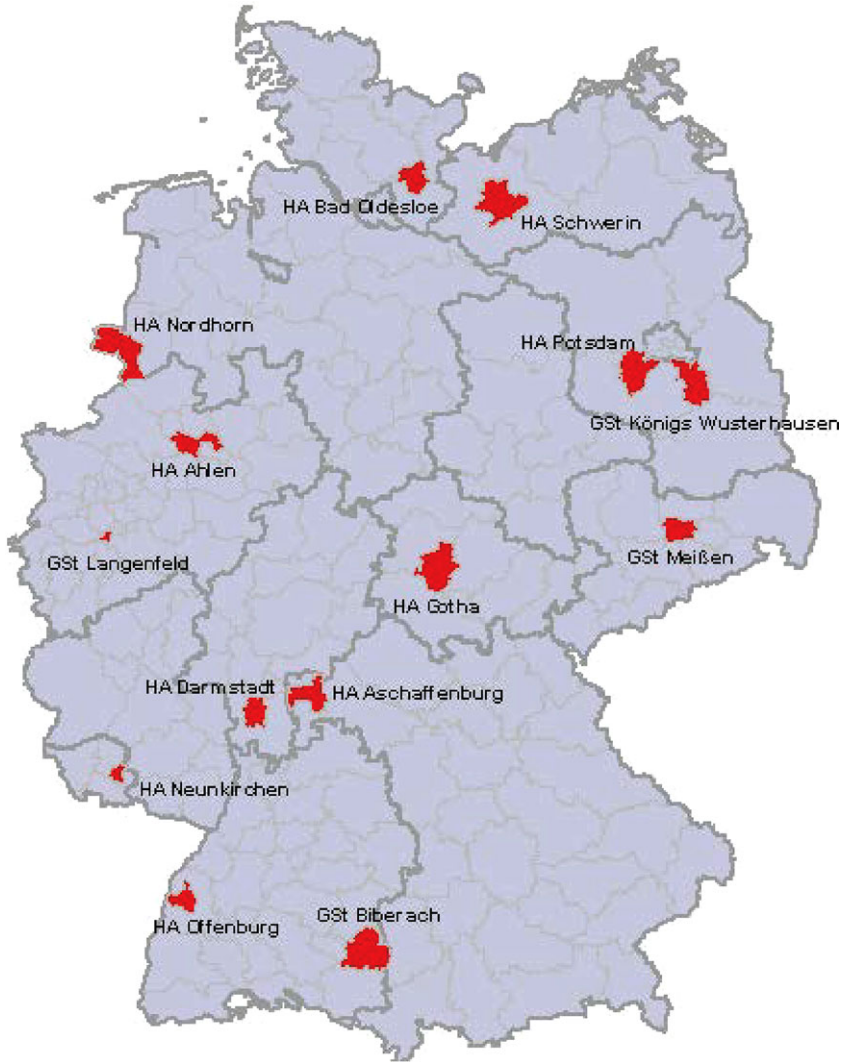 HA Bad Oldesloe
HA Schwerin
HA Nordhorn
HA Potsdam
GSt Königs Wusterhausen
HA Ahlen
GSt Langenfeld
GSt Meißen
HA Gotha
HA Darmstadt
HA Aschaffenburg
HA Neunkirchen
GSt Biberach
HA Offenburg